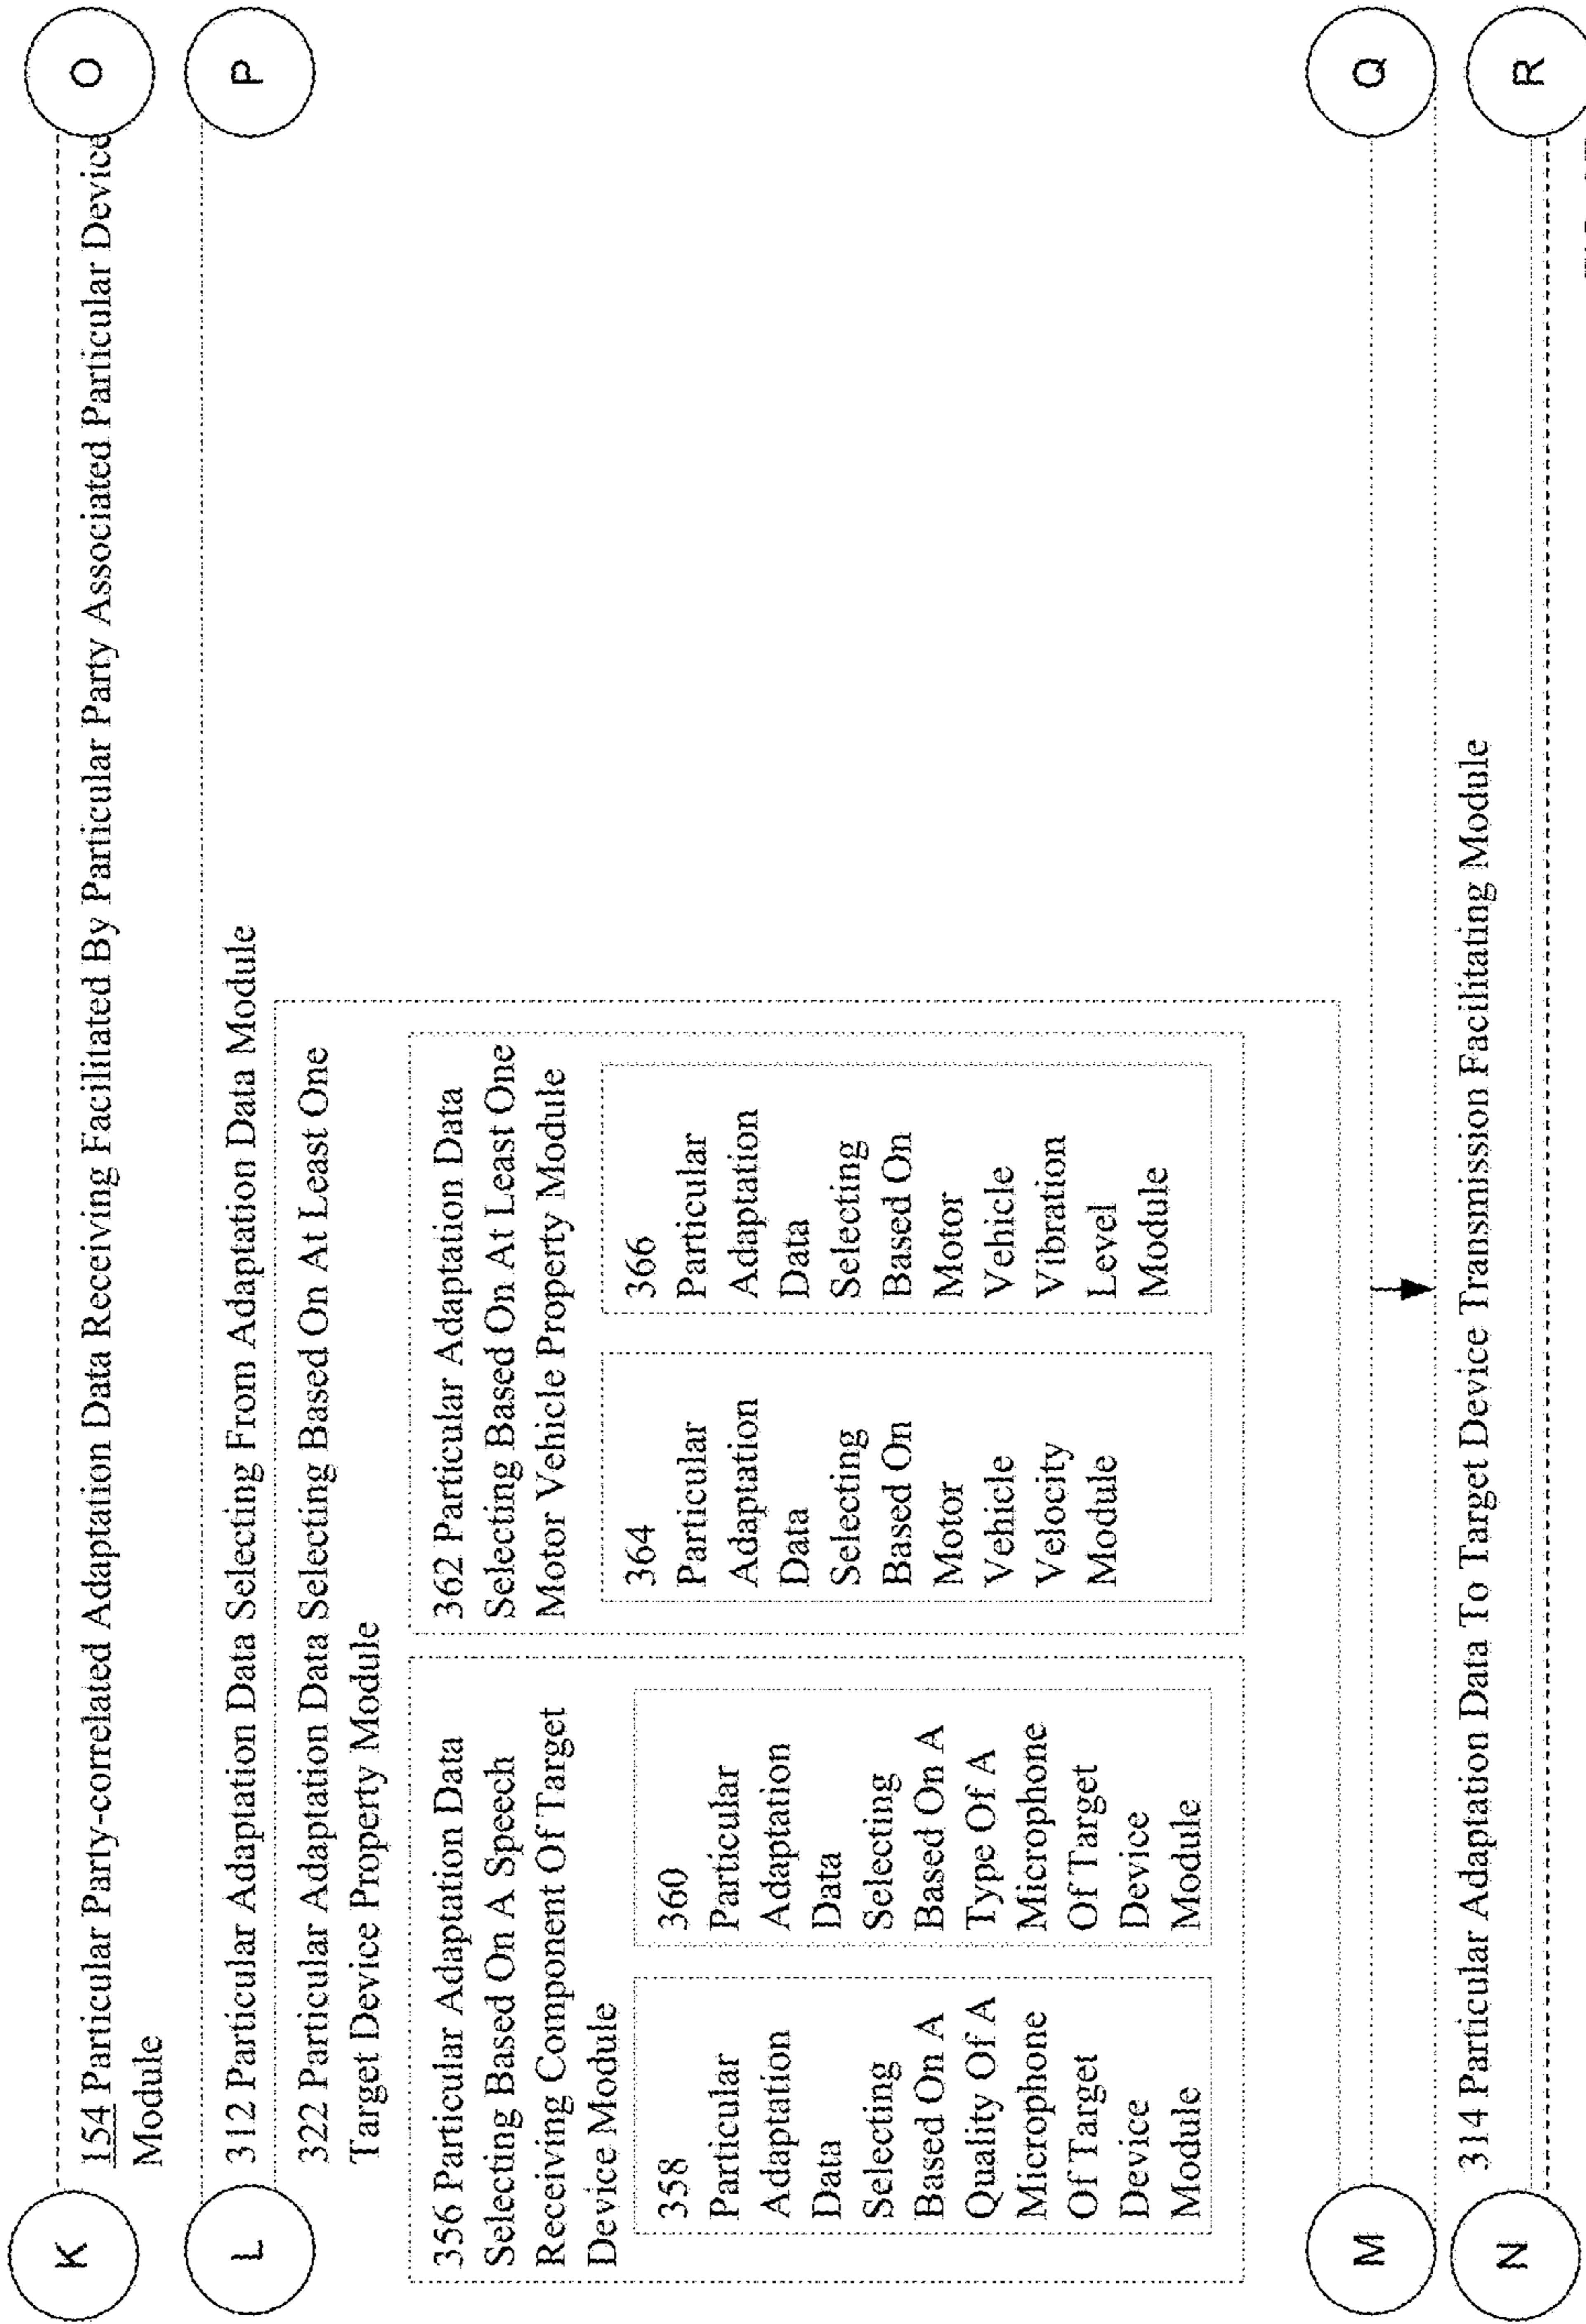 K
O
154 Particular Party-correlated Adaptation Data Receiving Facilitated By Particular Party Associated Particular Device
Module
L
P
312 Particular Adaptation Data Selecting From Adaptation Data Module
322 Particular Adaptation Data Selecting Based On At Least One
Target Device Property Module
356 Particular Adaptation Data
Selecting Based On A Speech
Receiving Component Of Target
Device Module
358
Particular
Adaptation
Data
Selecting
Based On A
Quality Of A
Microphone
Of Target
Device
Module
360
Particular
Adaptation
Data
Selecting
Based On A
Type Of A
Microphone
Of Target
Device
Module
362 Particular Adaptation Data
Selecting Based On At Least One
Motor Vehicle Property Module
364
Particular
Adaptation
Data
Selecting
Based On
Motor
Vehicle
Velocity
Module
366
Particular
Adaptation
Data
Selecting
Based On
Motor
Vehicle
Vibration
Level
Module
M
Q
314 Particular Adaptation Data To Target Device Transmission Facilitating Module
N
R